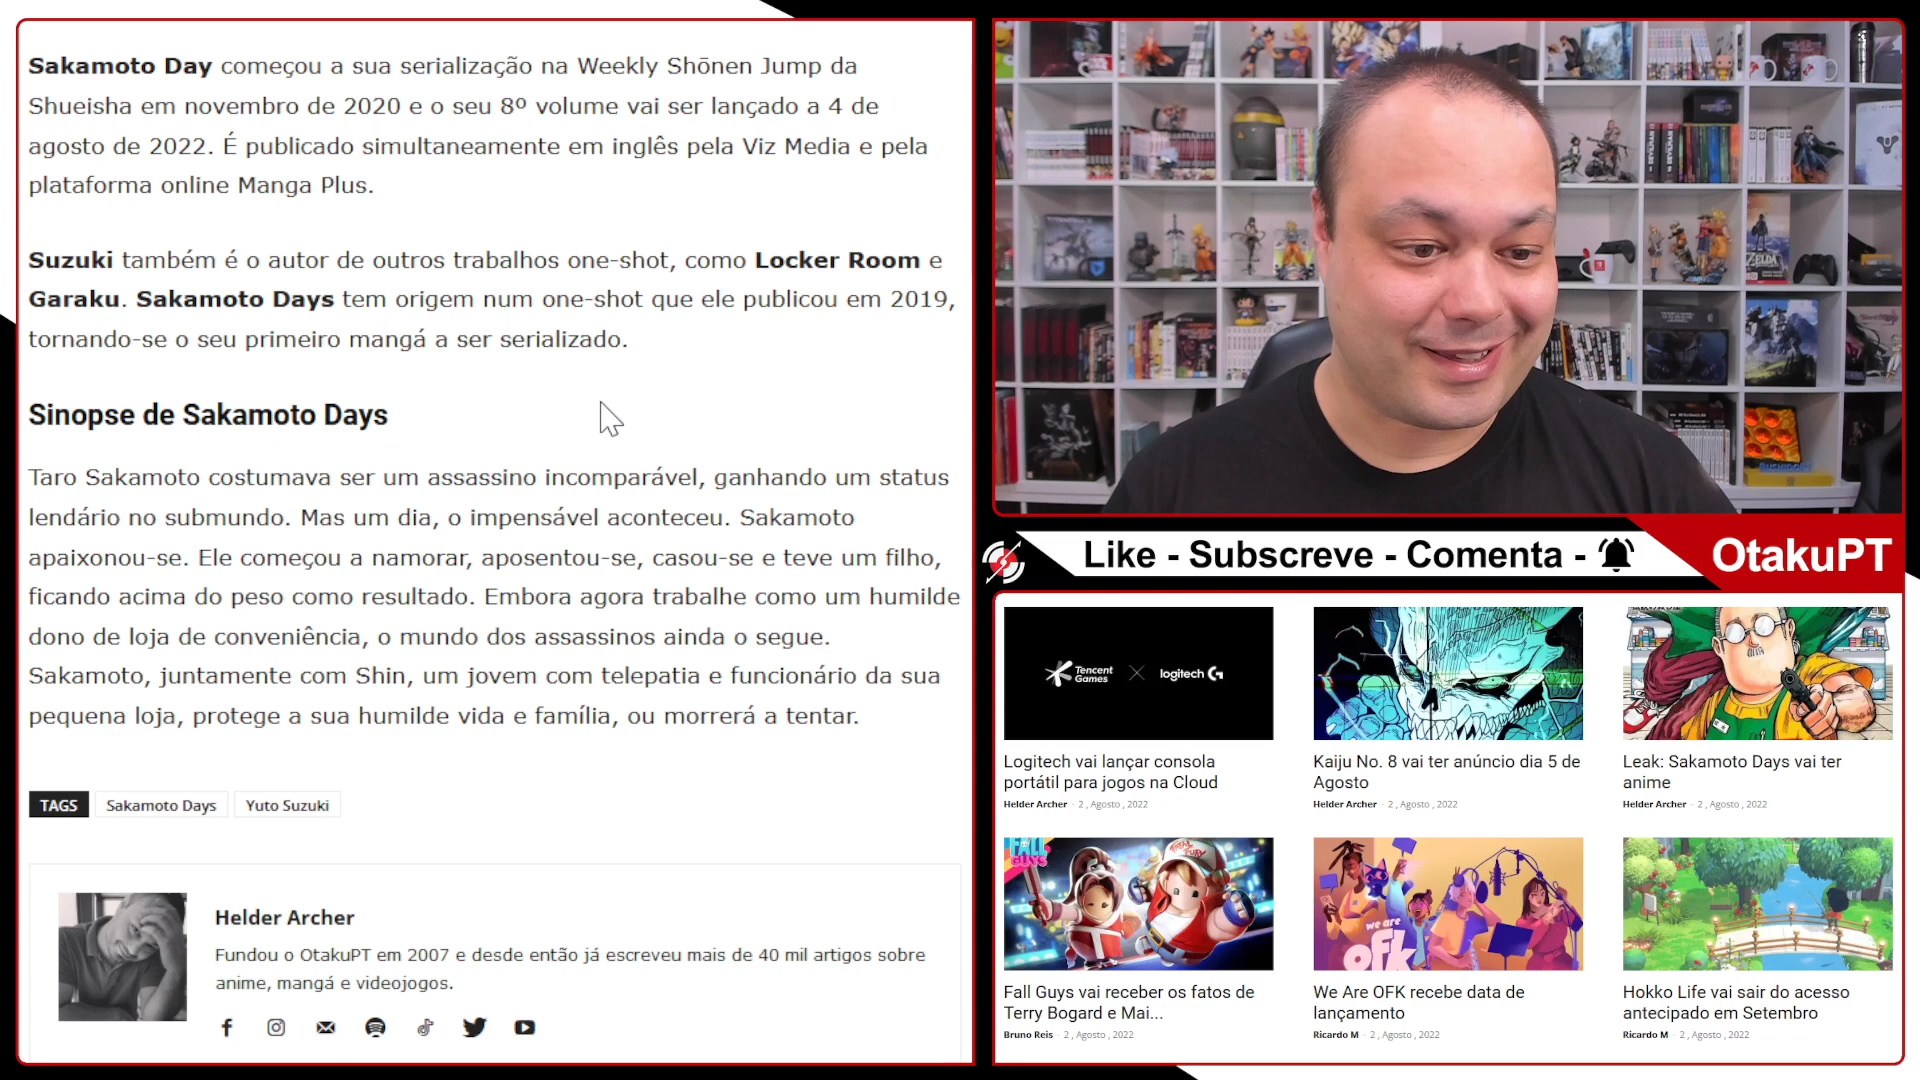 Sakamoto Day começou a sua serialização na Weekly Shōnen Jump da
Shueisha em novembro de 2020 e o seu 8º volume vai ser lançado a 4 de
agosto de 2022. É publicado simultaneamente em inglês pela Viz Media e pela
plataforma online Manga Plus.
Suzuki também é o autor de outros trabalhos one-shot, como Locker Room e
Garaku. Sakamoto Days tem origem num one-shot que ele publicou em 2019,
tornando-se o seu primeiro mangá a ser serializado.
Sinopse de Sakamoto Days
Taro Sakamoto costumava ser um assassino incomparável, ganhando um status
lendário no submundo. Mas um dia, o impensável aconteceu. Sakamoto
apaixonou-se. Ele começou a namorar, aposentou-se, casou-se e teve um filho,
ficando acima do peso como resultado. Embora agora trabalhe como um humilde
dono de loja de conveniência, o mundo dos assassinos ainda o segue.
Sakamoto, juntamente com Shin, um jovem com telepatia e funcionário da sua
pequena loja, protege a sua humilde vida e família, ou morrerá a tentar.
TAGS Sakamoto Days Yuto Suzuki
Helder Archer
Fundou o OtakuPT em 2007 e desde então já escreveu mais de 40 mil artigos sobre
anime, mangá e videojogos.
ZELDA
Like - Subscreve - Comenta -
OtakuPT
Tencent Games
logitech G
Logitech vai lançar consola
portátil para jogos na Cloud
Helder Archer - 2 , Agosto , 2022
Kaiju No. 8 vai ter anúncio dia 5 de
Agosto
Helder Archer - 2 , Agosto , 2022
Leak: Sakamoto Days vai ter
anime
Helder Archer - 2 , Agosto , 2022
FALL GUYS
FATAL FURY
Fall Guys vai receber os fatos de
Terry Bogard e Mai...
Bruno Reis - 2 , Agosto , 2022
we are
OFK
We Are OFK recebe data de
lançamento
Ricardo M - 2 , Agosto , 2022
Hokko Life vai sair do acesso
antecipado em Setembro
Ricardo M - 2 , Agosto , 2022